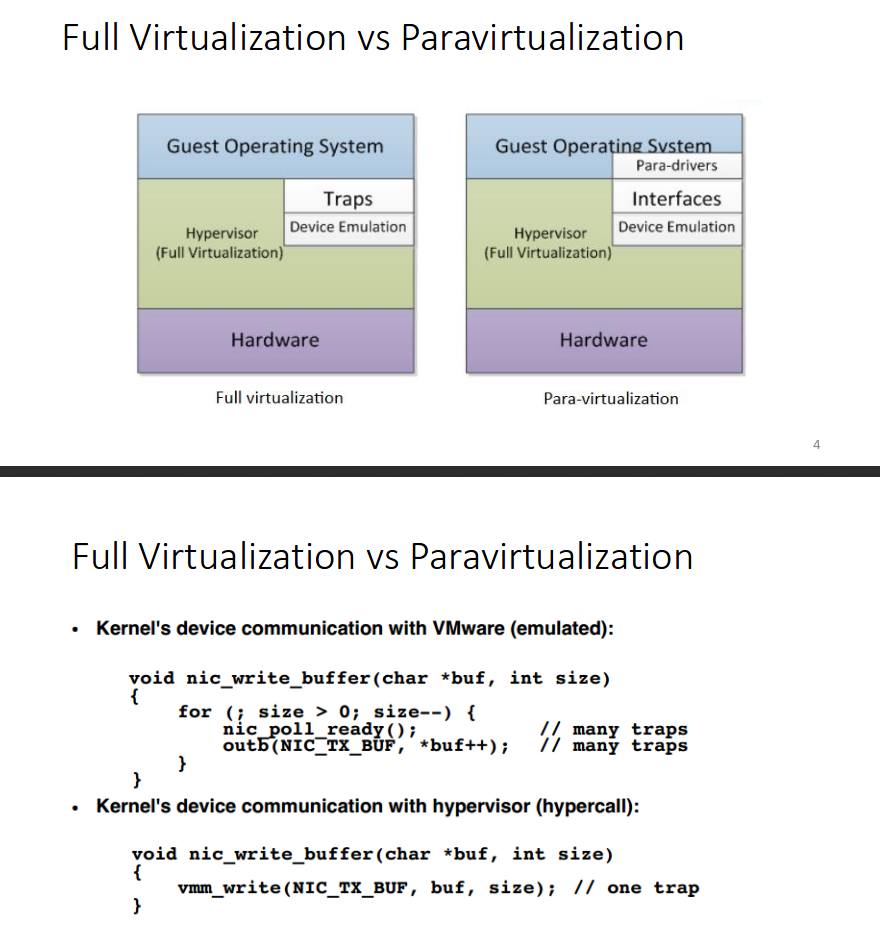 Full Virtualization vs Paravirtualization
Guest Operating System
Traps
Device Emulation
Hypervisor
(Full Virtualization)
Hardware
Full virtualization
Guest Operating System
Para-drivers
Interfaces
Device Emulation
Hypervisor
(Full Virtualization)
Hardware
Para-virtualization
4
Full Virtualization vs Paravirtualization
• Kernel's device communication with VMware (emulated):
void nic_write_buffer(char *buf, int size)
{
for (; size > 0; size--) {
nic_poll_ready(); // many traps
outb(NIC_TX_BUF, *buf++); // many traps
}
}
• Kernel's device communication with hypervisor (hypercall):
void nic_write_buffer(char *buf, int size)
{
vmm_write(NIC_TX_BUF, buf, size); // one trap
}